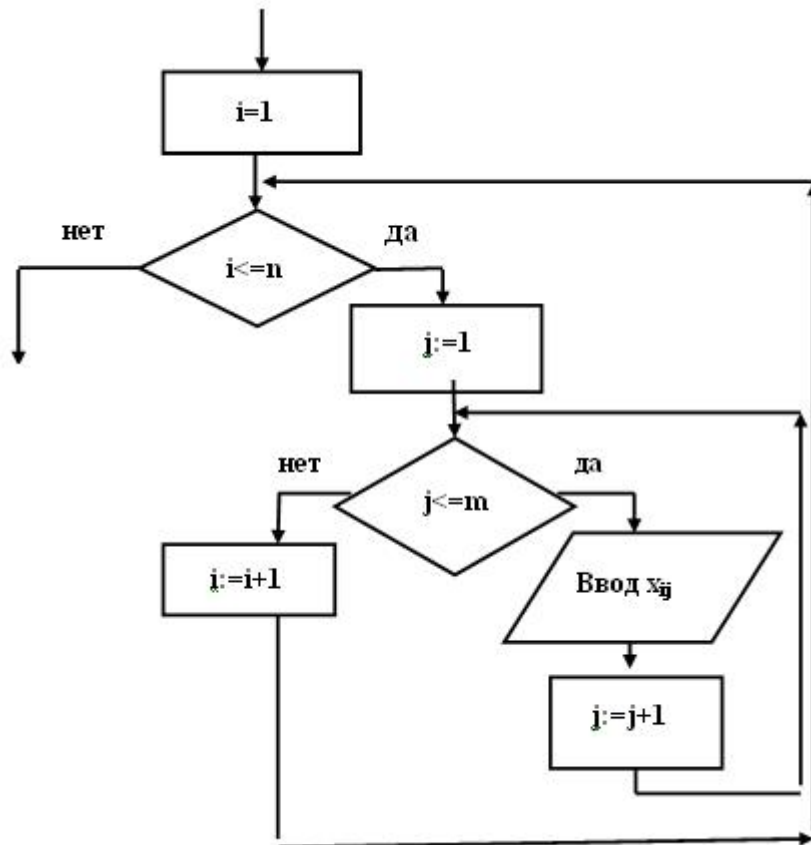 i=1
нет
да
i<=n
j:=1
нет
да
j<=m
i:=i+1
Ввод xij
j:=j+1